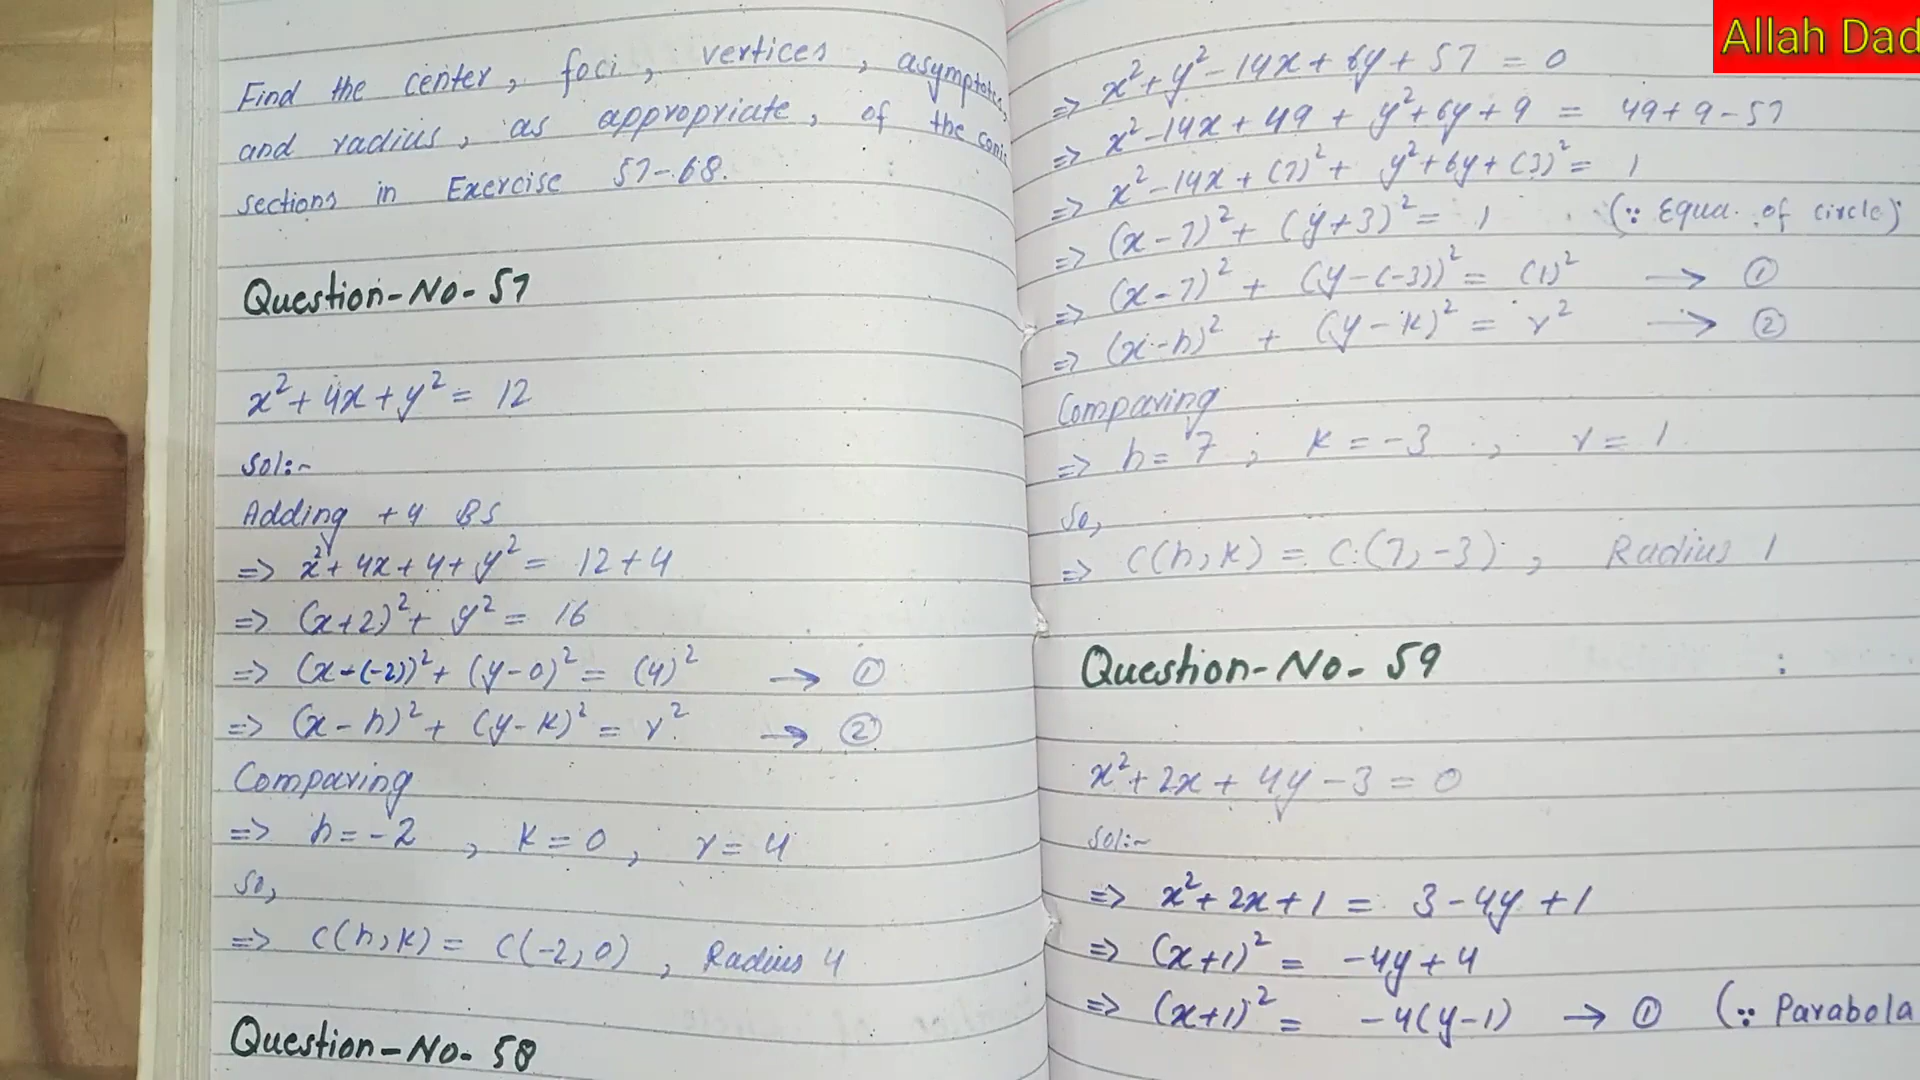 Find the center, foci, vertices, asymptotes,
and radius, as appropriate, of the conic
sections in Exercise 57-68.
Question-No-57
x²+4x+y² = 12
Sol:~
Adding +4 BS
=> x²+4x+4+y² = 12+4
=> (x+2)²+ y² = 16
=> (x-(-2))²+ (y-0)² = (4)² → ①
=> (x-h)²+ (y-k)² = r² → ②
Comparing
=> h=-2 , k=0 , r=4
So,
=> C(h,k) = C(-2,0) , Radius 4
Question-No-58
=> x²+y²-14x+6y+57 = 0
=> x²-14x+49 + y²+6y+9 = 49+9-57
=> x²-14x+(7)²+ y²+6y+(3)² = 1
=> (x-7)²+ (y+3)² = 1 (∵ Equa. of circle)
=> (x-7)² + (y-(-3))² = (1)² → ①
=> (x-h)² + (y-k)² = r² → ②
Comparing
=> h=7 , k=-3 , r=1
So,
=> C(h,k) = C(7,-3) , Radius 1
Question-No-59
x²+2x+4y-3=0
Sol:~
=> x²+2x+1 = 3-4y+1
=> (x+1)² = -4y+4
=> (x+1)² = -4(y-1) → ① (∵ Parabola
Allah Dad